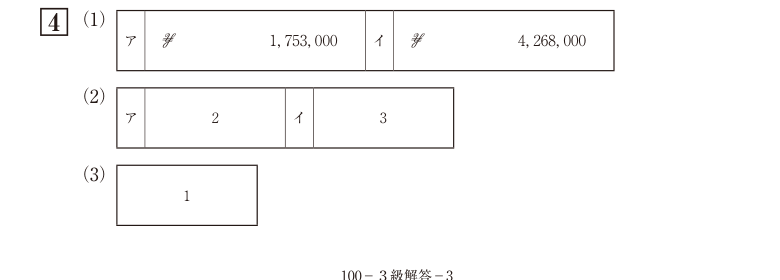 4 (1) ア ¥ 1,753,000 イ ¥ 4,268,000
(2) ア 2 イ 3
(3) 1
100－3級解答－3